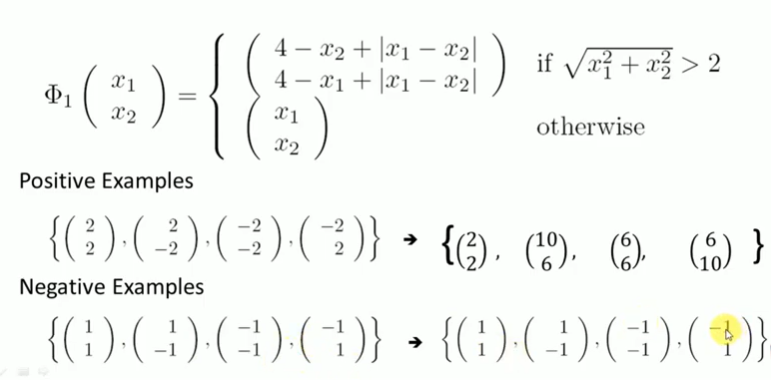 Φ₁ ( x₁ x₂ ) = { ( 4 − x₂ + |x₁ − x₂| 4 − x₁ + |x₁ − x₂| ) if √(x₁² + x₂²) > 2
( x₁ x₂ ) otherwise
Positive Examples
{( 2 2 ), ( 2 −2 ), ( −2 −2 ), ( −2 2 )} → {( 2 2 ), ( 10 6 ), ( 6 6 ), ( 6 10 )}
Negative Examples
{( 1 1 ), ( 1 −1 ), ( −1 −1 ), ( −1 1 )} → {( 1 1 ), ( 1 −1 ), ( −1 −1 ), ( −1 1 )}